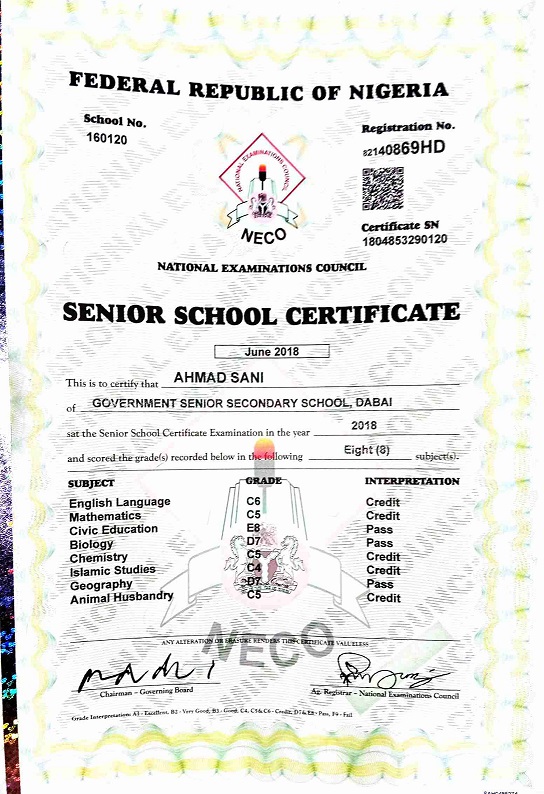 FEDERAL REPUBLIC OF NIGERIA
School No.
160120
Registration No.
82140869HD
NATIONAL EXAMINATIONS COUNCIL
NECO
Certificate SN
1804853290120
NATIONAL EXAMINATIONS COUNCIL
SENIOR SCHOOL CERTIFICATE
June 2018
This is to certify that AHMAD SANI
of GOVERNMENT SENIOR SECONDARY SCHOOL, DABAI
sat the Senior School Certificate Examination in the year 2018
and scored the grade(s) recorded below in the following Eight (8) subject(s).
SUBJECT GRADE INTERPRETATION
English Language C6 Credit
Mathematics C5 Credit
Civic Education E8 Pass
Biology D7 Pass
Chemistry C5 Credit
Islamic Studies C4 Credit
Geography D7 Pass
Animal Husbandry C5 Credit
NECO
ANY ALTERATION OR ERASURE RENDERS THIS CERTIFICATE VALUELESS
Chairman - Governing Board
Ag. Registrar - National Examinations Council
Grade Interpretation: A1 - Excellent, B2 - Very Good, B3 - Good, C4, C5 & C6 - Credit, D7 & E8 - Pass, F9 - Fail